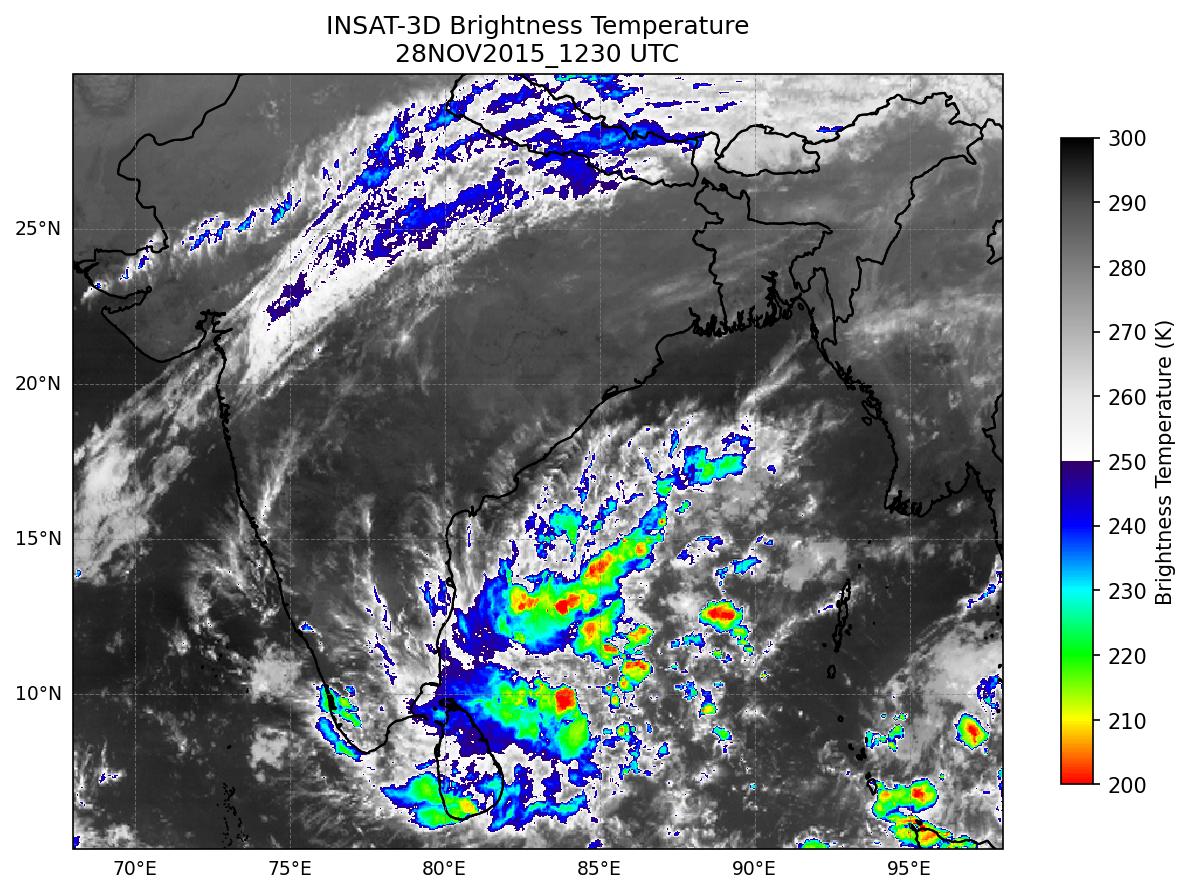 INSAT-3D Brightness Temperature
28NOV2015_1230 UTC
25°N
20°N
15°N
10°N
70°E
75°E
80°E
85°E
90°E
95°E
300
290
280
270
260
250
240
230
220
210
200
Brightness Temperature (K)